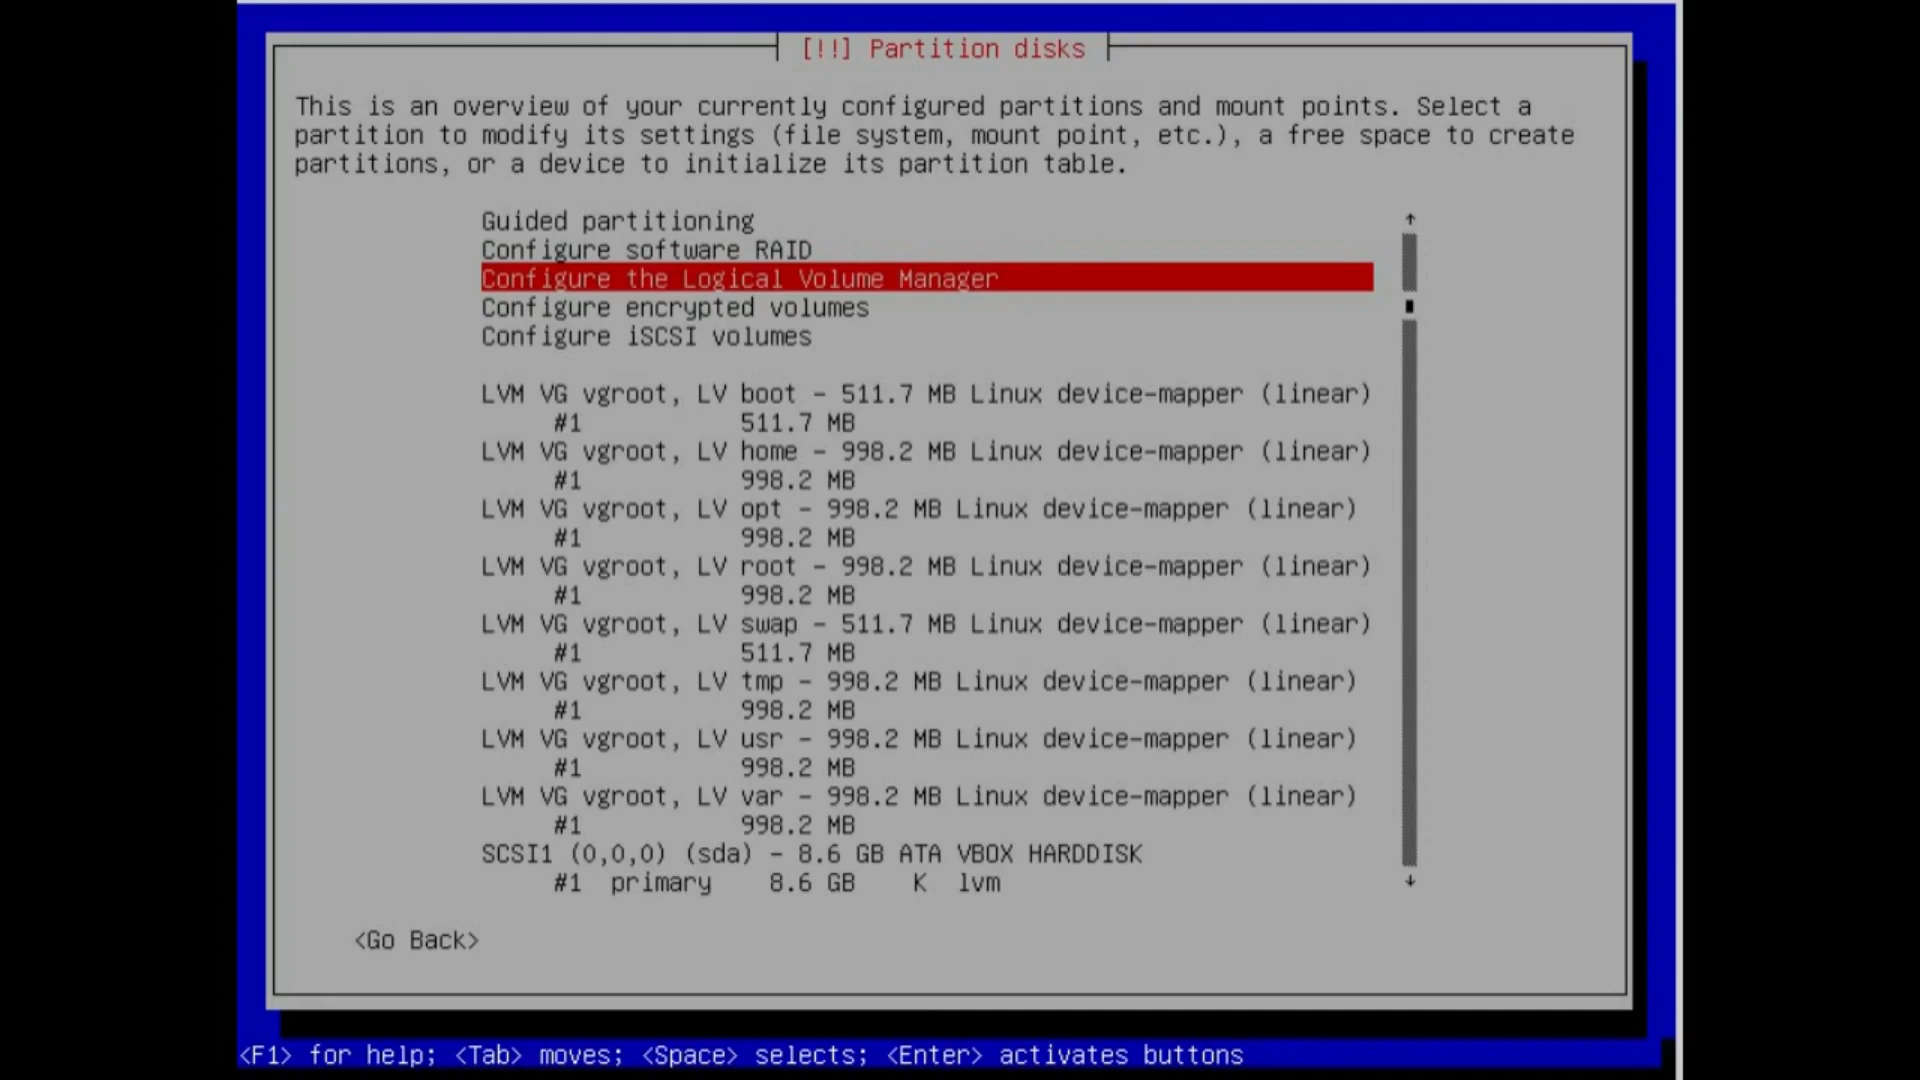 [!!] Partition disks
This is an overview of your currently configured partitions and mount points. Select a
partition to modify its settings (file system, mount point, etc.), a free space to create
partitions, or a device to initialize its partition table.
Guided partitioning
Configure software RAID
Configure the Logical Volume Manager
Configure encrypted volumes
Configure iSCSI volumes
LVM VG vgroot, LV boot - 511.7 MB Linux device-mapper (linear)
#1 511.7 MB
LVM VG vgroot, LV home - 998.2 MB Linux device-mapper (linear)
#1 998.2 MB
LVM VG vgroot, LV opt - 998.2 MB Linux device-mapper (linear)
#1 998.2 MB
LVM VG vgroot, LV root - 998.2 MB Linux device-mapper (linear)
#1 998.2 MB
LVM VG vgroot, LV swap - 511.7 MB Linux device-mapper (linear)
#1 511.7 MB
LVM VG vgroot, LV tmp - 998.2 MB Linux device-mapper (linear)
#1 998.2 MB
LVM VG vgroot, LV usr - 998.2 MB Linux device-mapper (linear)
#1 998.2 MB
LVM VG vgroot, LV var - 998.2 MB Linux device-mapper (linear)
#1 998.2 MB
SCSI1 (0,0,0) (sda) - 8.6 GB ATA VBOX HARDDISK
#1 primary 8.6 GB K lvm
<Go Back>
<F1> for help; <Tab> moves; <Space> selects; <Enter> activates buttons